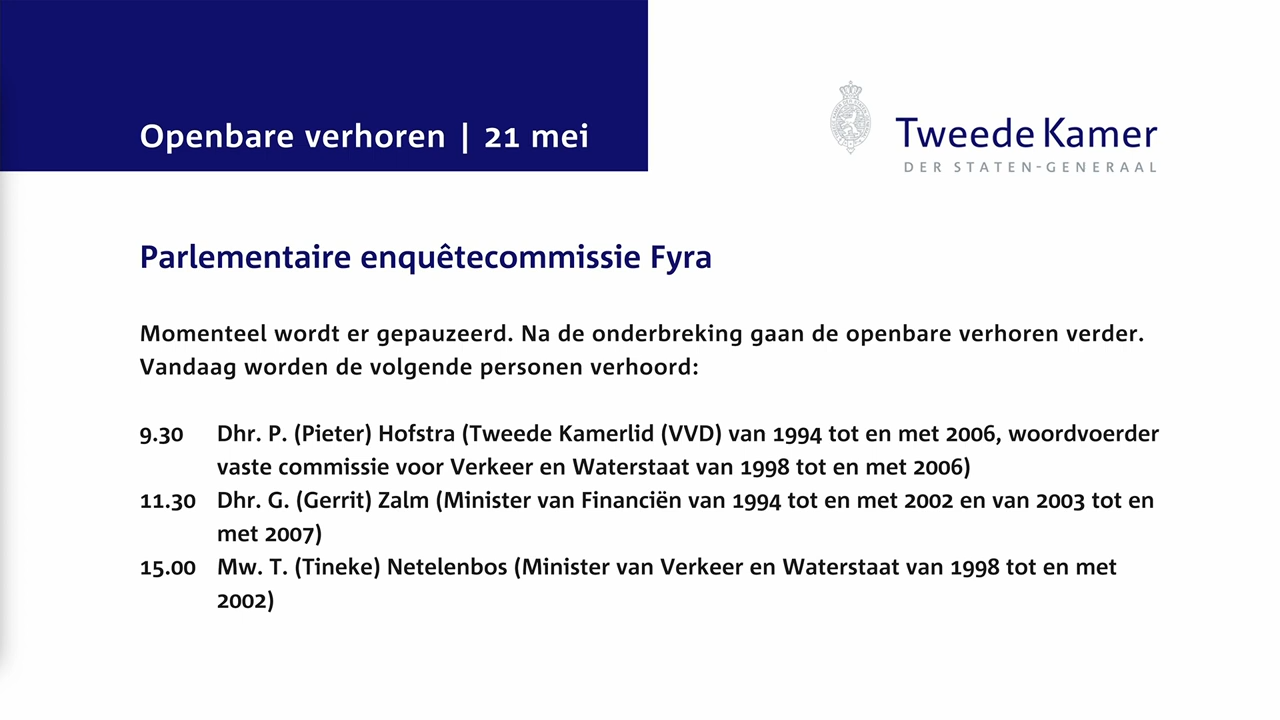 Openbare verhoren | 21 mei
Tweede Kamer
DER STATEN-GENERAAL
Parlementaire enquêtecommissie Fyra
Momenteel wordt er gepauzeerd. Na de onderbreking gaan de openbare verhoren verder.
Vandaag worden de volgende personen verhoord:
9.30 Dhr. P. (Pieter) Hofstra (Tweede Kamerlid (VVD) van 1994 tot en met 2006, woordvoerder
vaste commissie voor Verkeer en Waterstaat van 1998 tot en met 2006)
11.30 Dhr. G. (Gerrit) Zalm (Minister van Financiën van 1994 tot en met 2002 en van 2003 tot en
met 2007)
15.00 Mw. T. (Tineke) Netelenbos (Minister van Verkeer en Waterstaat van 1998 tot en met
2002)